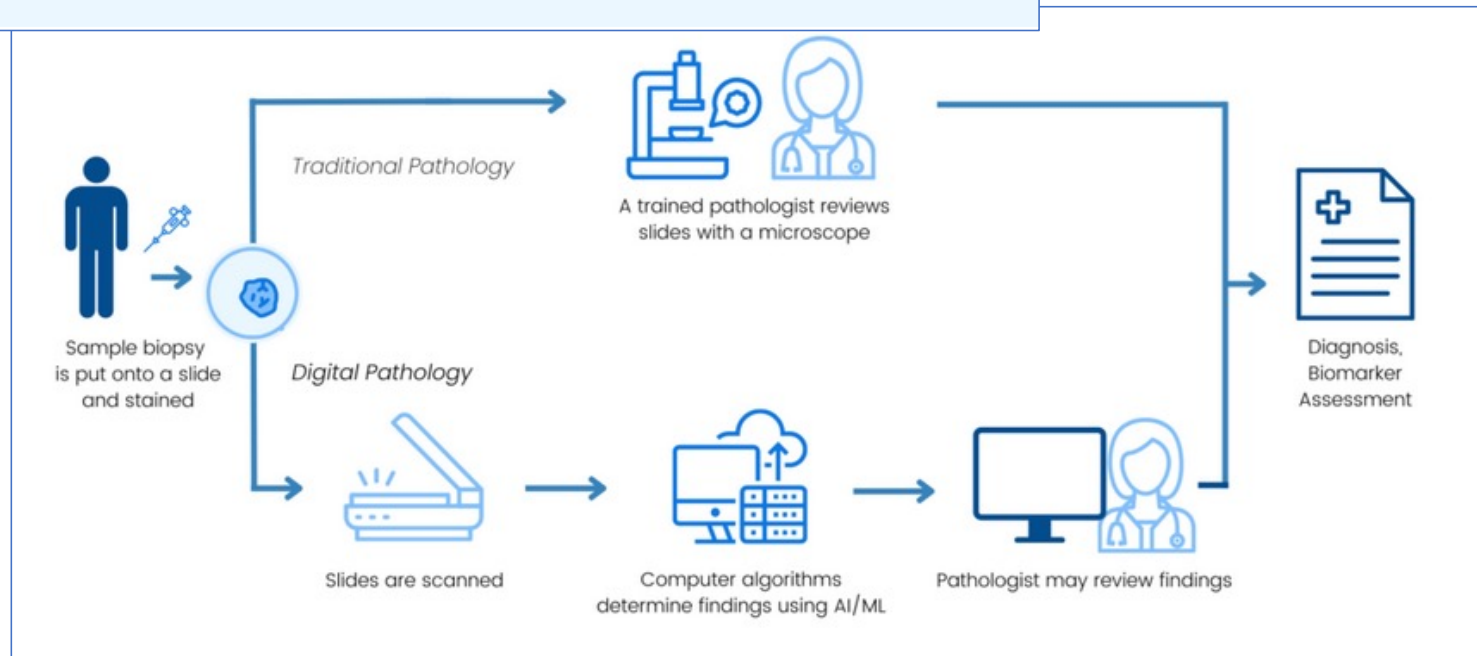 Traditional Pathology
A trained pathologist reviews
slides with a microscope
Sample biopsy
is put onto a slide
and stained
Diagnosis,
Biomarker
Assessment
Digital Pathology
Slides are scanned
Computer algorithms
determine findings using AI/ML
Pathologist may review findings